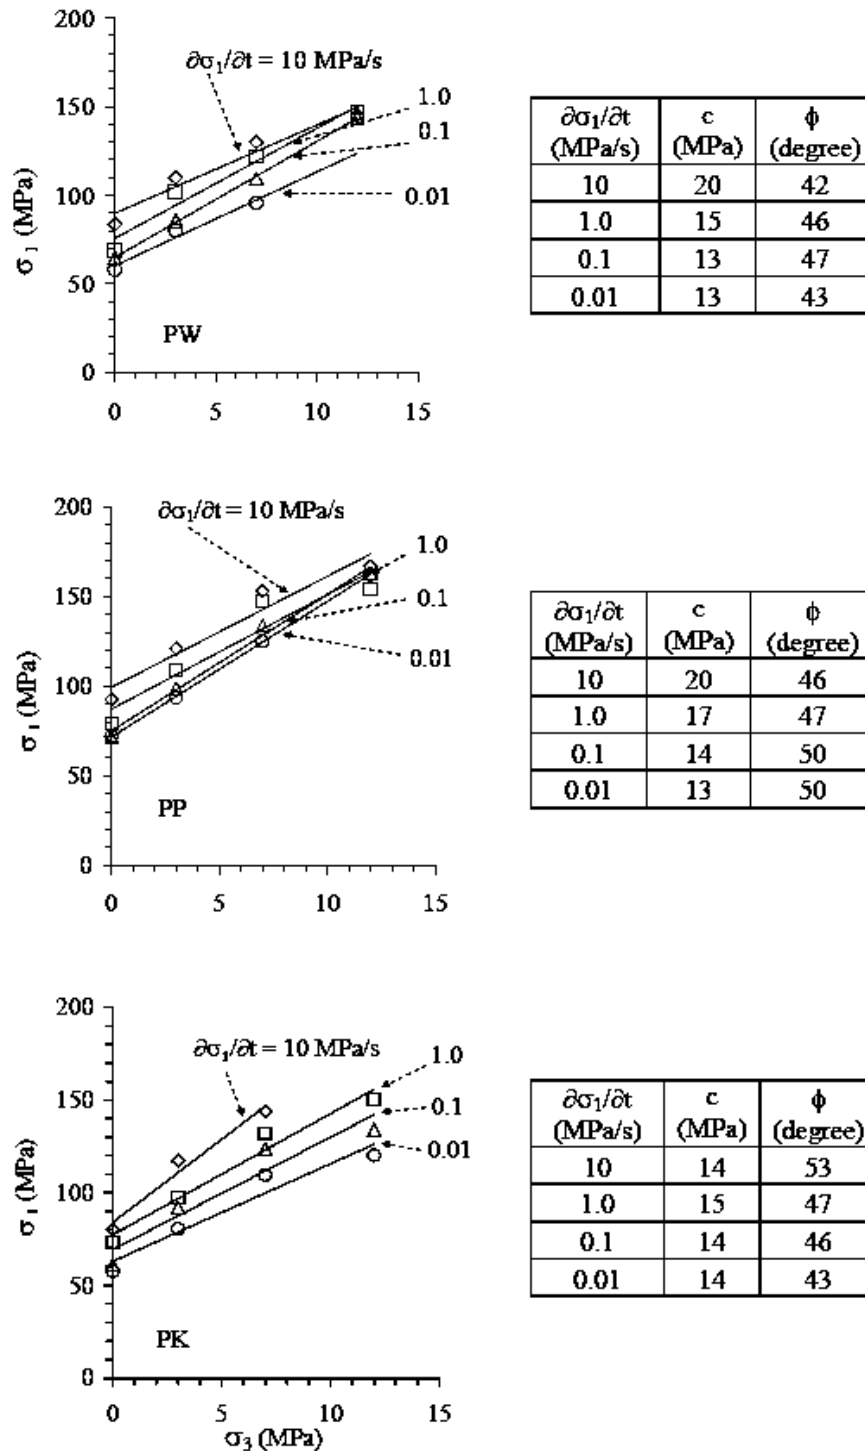 200
∂σ₁/∂t = 10 MPa/s
150
1.0
0.1
100
0.01
50
PW
0
0 5 10 15
σ₁ (MPa)
∂σ₁/∂t (MPa/s) c (MPa) ϕ (degree)
10 20 42
1.0 15 46
0.1 13 47
0.01 13 43
200
∂σ₁/∂t = 10 MPa/s
1.0
150
0.1
0.01
100
50
PP
0
0 5 10 15
σ₁ (MPa)
∂σ₁/∂t (MPa/s) c (MPa) ϕ (degree)
10 20 46
1.0 17 47
0.1 14 50
0.01 13 50
200
∂σ₁/∂t = 10 MPa/s
1.0
150
0.1
0.01
100
50
PK
0
0 5 10 15
σ₁ (MPa)
σ₃ (MPa)
∂σ₁/∂t (MPa/s) c (MPa) ϕ (degree)
10 14 53
1.0 15 47
0.1 14 46
0.01 14 43